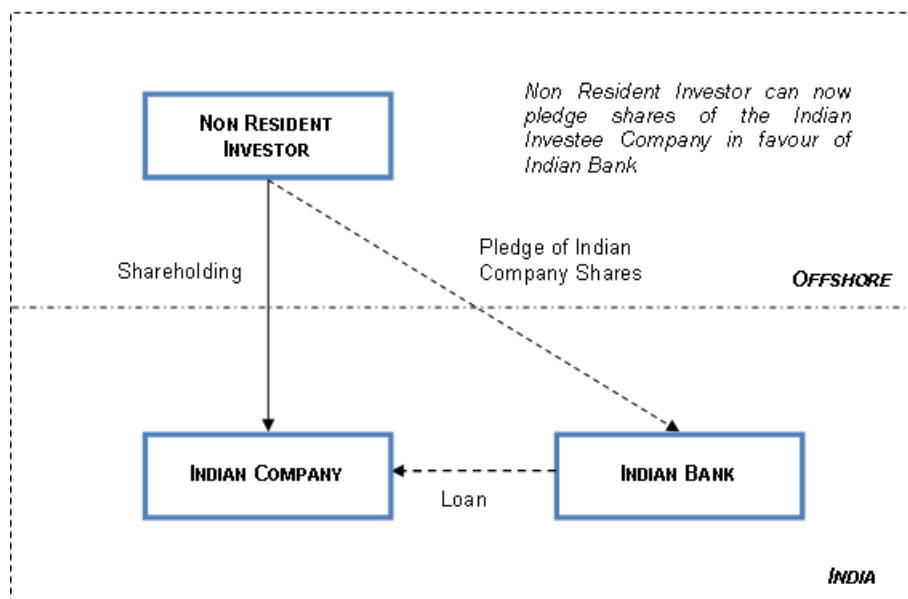 NON RESIDENT
INVESTOR
Non Resident Investor can now
pledge shares of the Indian
Investee Company in favour of
Indian Bank
Shareholding
Pledge of Indian
Company Shares
OFFSHORE
INDIAN COMPANY
INDIAN BANK
Loan
INDIA